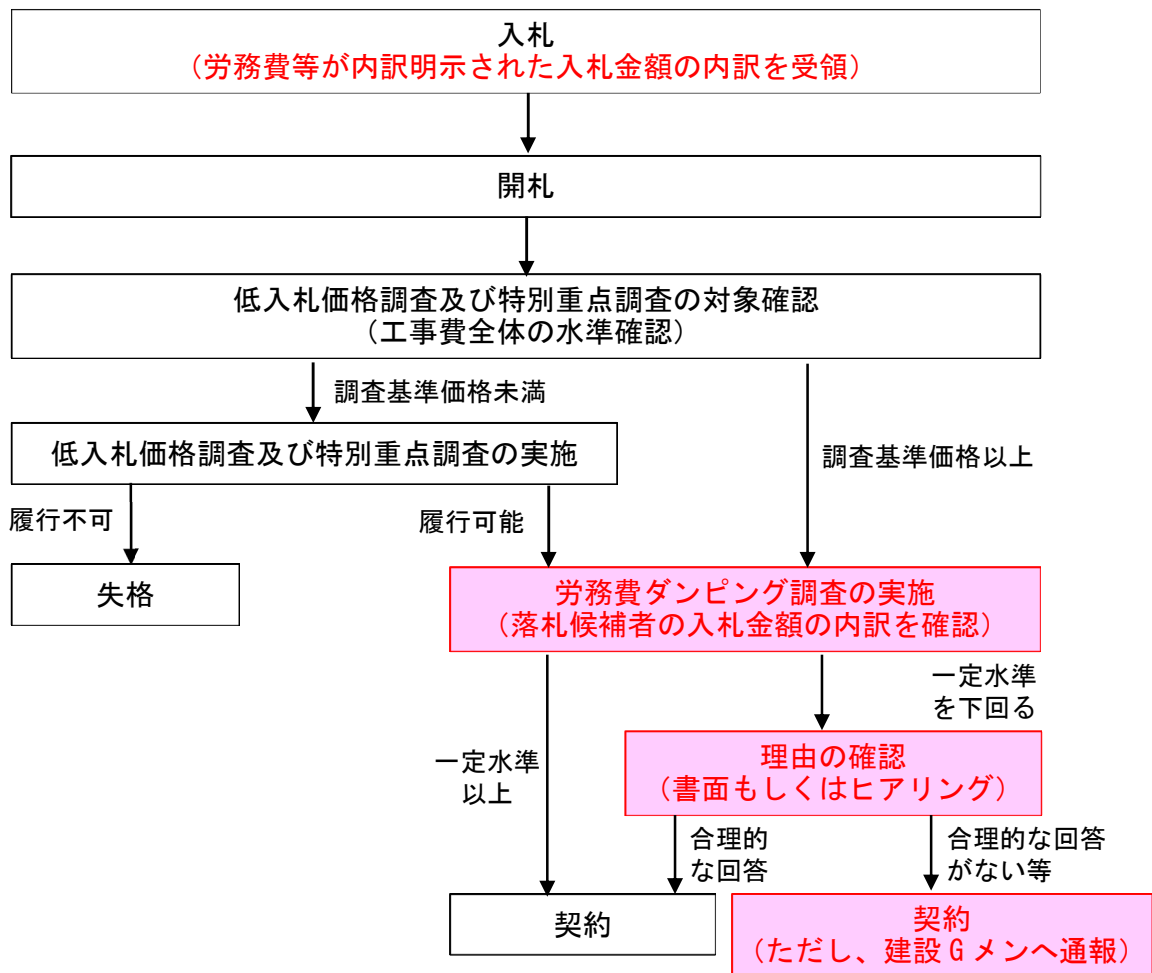 入札
（労務費等が内訳明示された入札金額の内訳を受領）
開札
低入札価格調査及び特別重点調査の対象確認
（工事費全体の水準確認）
調査基準価格未満
低入札価格調査及び特別重点調査の実施
調査基準価格以上
履行不可
履行可能
失格
労務費ダンピング調査の実施
（落札候補者の入札金額の内訳を確認）
一定水準
を下回る
一定水準
以上
理由の確認
（書面もしくはヒアリング）
合理的
な回答
合理的な回答
がない等
契約
契約
（ただし、建設Ｇメンへ通報）